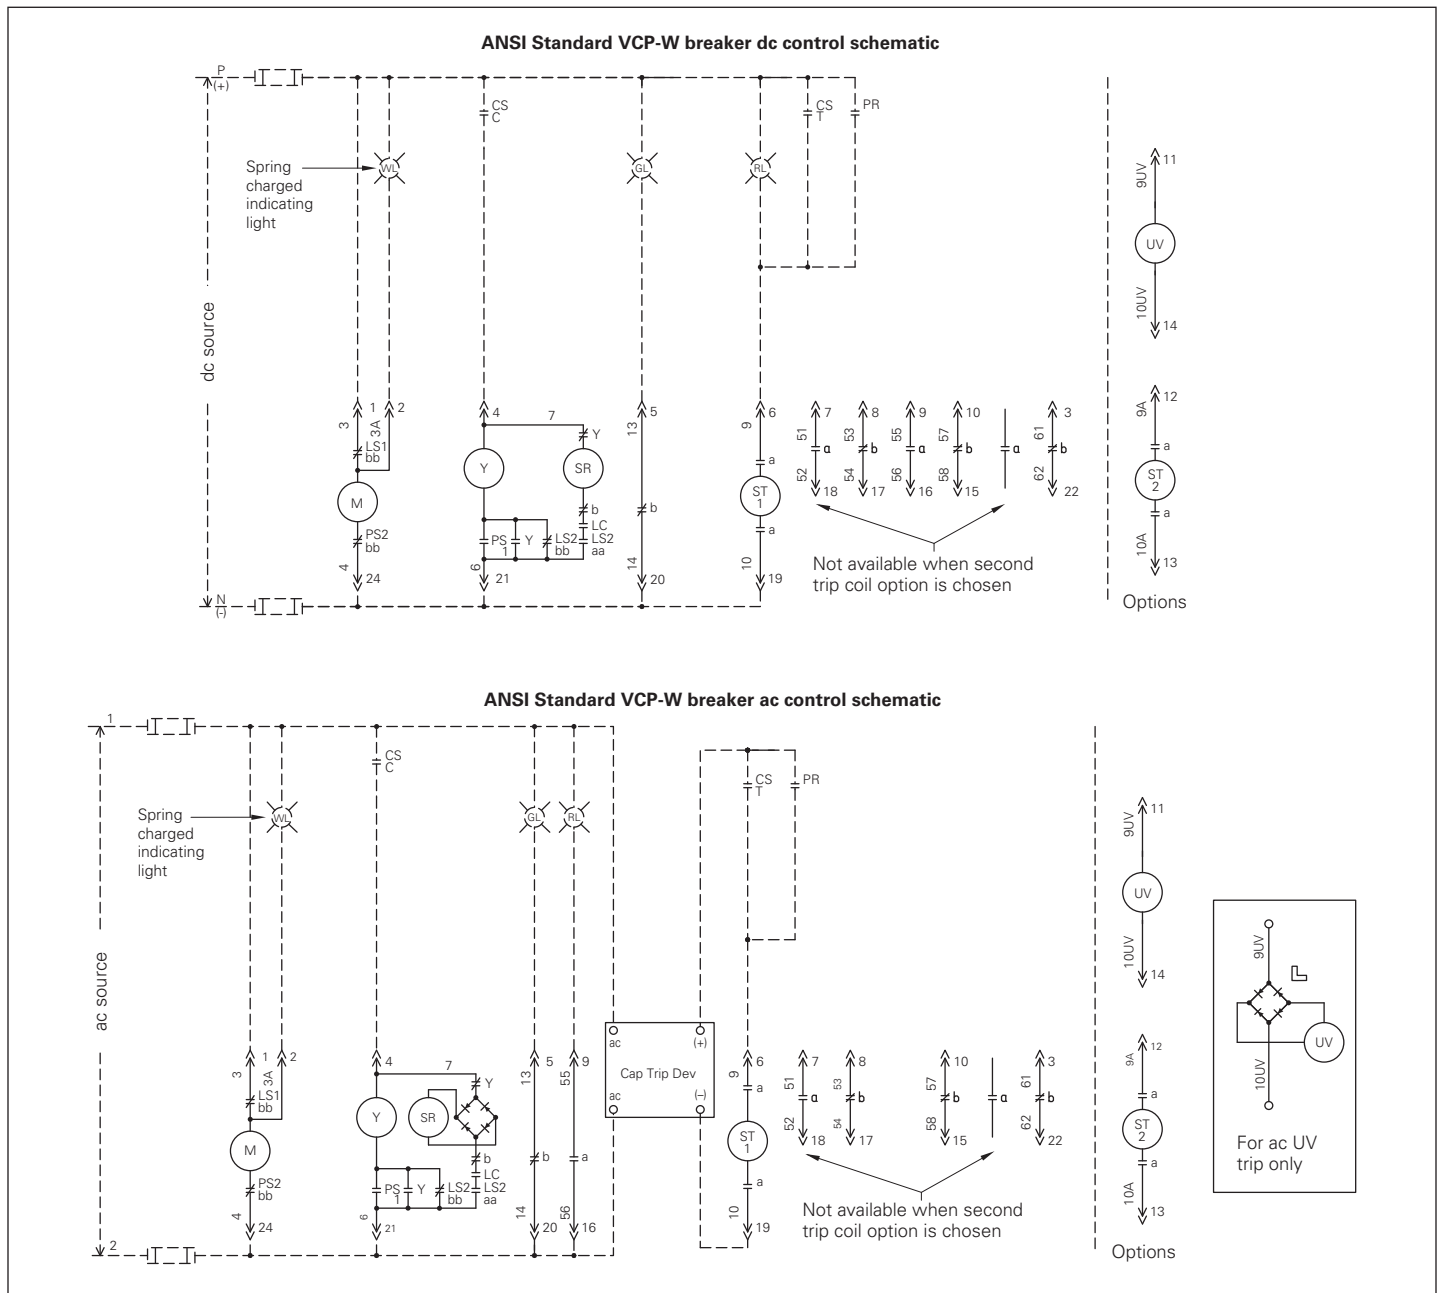 ANSI Standard VCP-W breaker dc control schematic
P
(+)
CS
C
CS
T
PR
Spring
charged
indicating
light
WL
GL
RL
dc source
11
9UV
UV
10UV
14
1
2
3
3A
LS1
bb
M
PS2
bb
4
24
4
7
Y
Y
SR
b
LC
LS2
aa
PS
1
Y
LS2
bb
6
21
5
13
b
14
20
6
9
a
ST
1
a
10
19
7
51
a
52
18
8
53
b
54
17
9
55
a
56
16
10
57
b
58
15
a
3
61
b
62
22
Not available when second
trip coil option is chosen
12
9A
a
ST
2
a
10A
13
Options
N
(-)
ANSI Standard VCP-W breaker ac control schematic
1
CS
C
CS
T
PR
Spring
charged
indicating
light
WL
GL
RL
ac source
11
9UV
UV
10UV
14
1
2
3
3A
LS1
bb
M
PS2
bb
4
24
4
7
Y
Y
SR
b
LC
LS2
aa
PS
1
Y
LS2
bb
6
21
5
13
b
14
20
9
55
a
56
16
ac
(+)
Cap Trip Dev
ac
(–)
6
9
a
ST
1
a
10
19
7
51
a
52
18
8
53
b
54
17
10
57
b
58
15
a
3
61
b
62
22
Not available when second
trip coil option is chosen
12
9A
a
ST
2
a
10A
13
Options
9UV
UV
10UV
For ac UV
trip only
2